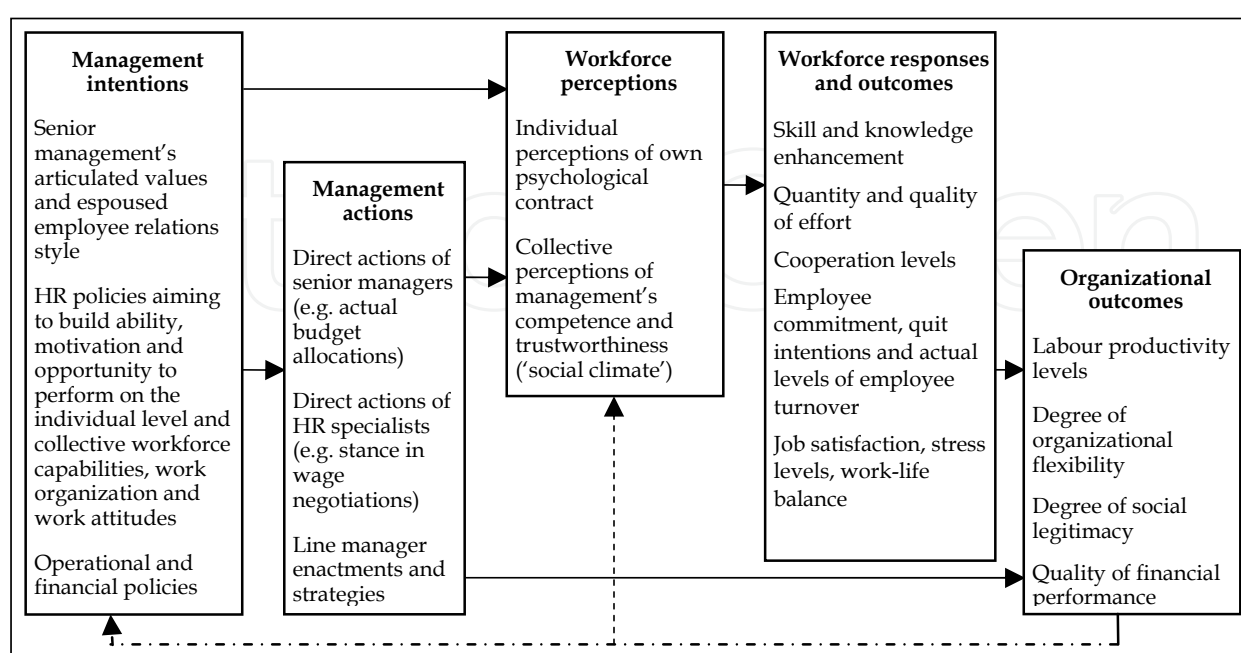 Management
intentions
Senior
management's
articulated values
and espoused
employee relations
style
HR policies aiming
to build ability,
motivation and
opportunity to
perform on the
individual level and
collective workforce
capabilities, work
organization and
work attitudes
Operational and
financial policies
Management
actions
Direct actions of
senior managers
(e.g. actual
budget
allocations)
Direct actions of
HR specialists
(e.g. stance in
wage
negotiations)
Line manager
enactments and
strategies
Workforce
perceptions
Individual
perceptions of own
psychological
contract
Collective
perceptions of
management's
competence and
trustworthiness
('social climate')
Workforce responses
and outcomes
Skill and knowledge
enhancement
Quantity and quality
of effort
Cooperation levels
Employee
commitment, quit
intentions and actual
levels of employee
turnover
Job satisfaction, stress
levels, work-life
balance
Organizational
outcomes
Labour productivity
levels
Degree of
organizational
flexibility
Degree of social
legitimacy
Quality of financial
performance